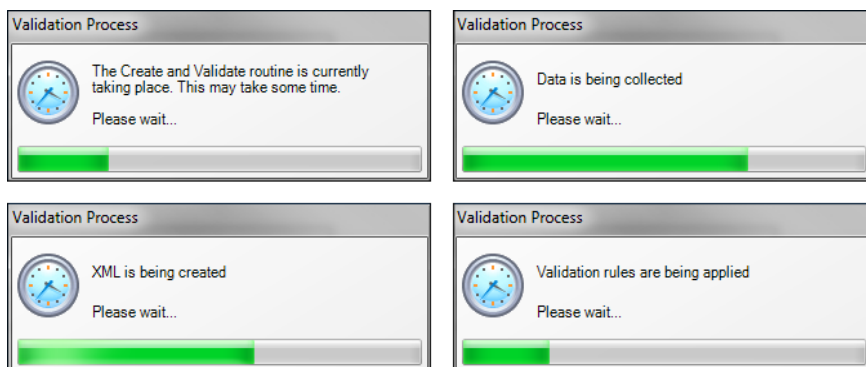 Validation Process
The Create and Validate routine is currently
taking place. This may take some time.
Please wait...
Validation Process
Data is being collected
Please wait...
Validation Process
XML is being created
Please wait...
Validation Process
Validation rules are being applied
Please wait...